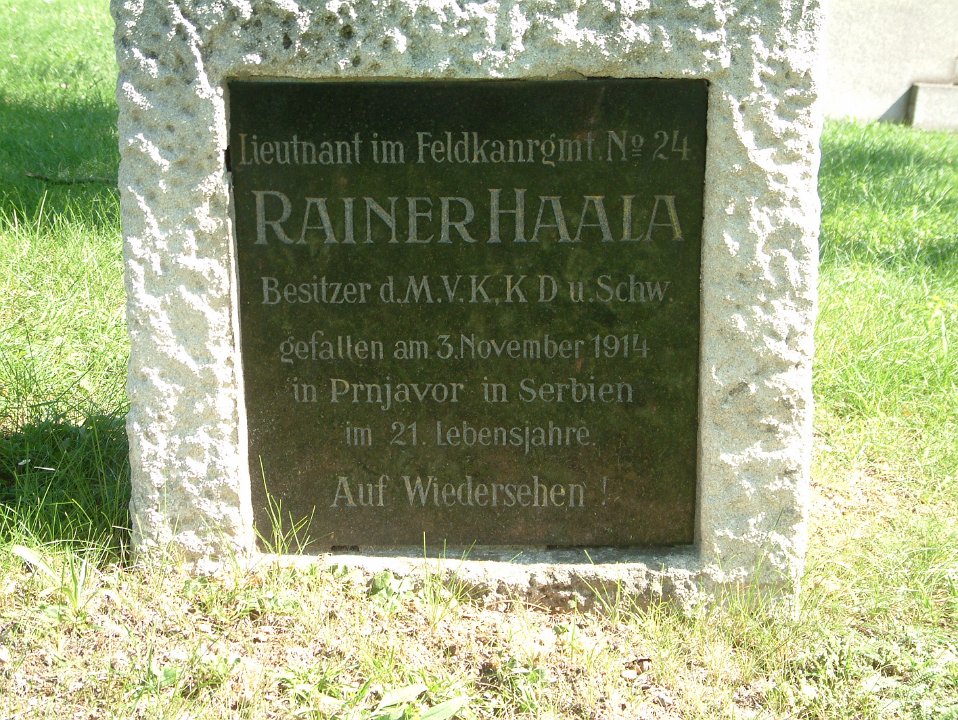 Lieutnant im Feldkanrgmt. No 24
RAINER HAALA
Besitzer d. M. V. K, K D u. Schw.
gefallen am 3. November 1914
in Prnjavor in Serbien
im 21. Lebensjahre.
Auf Wiedersehen !